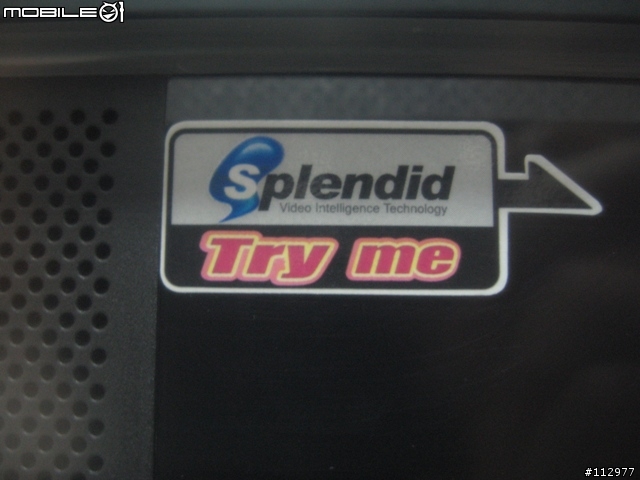 MOBILE01
Splendid
Video Intelligence Technology
Try me
#112977